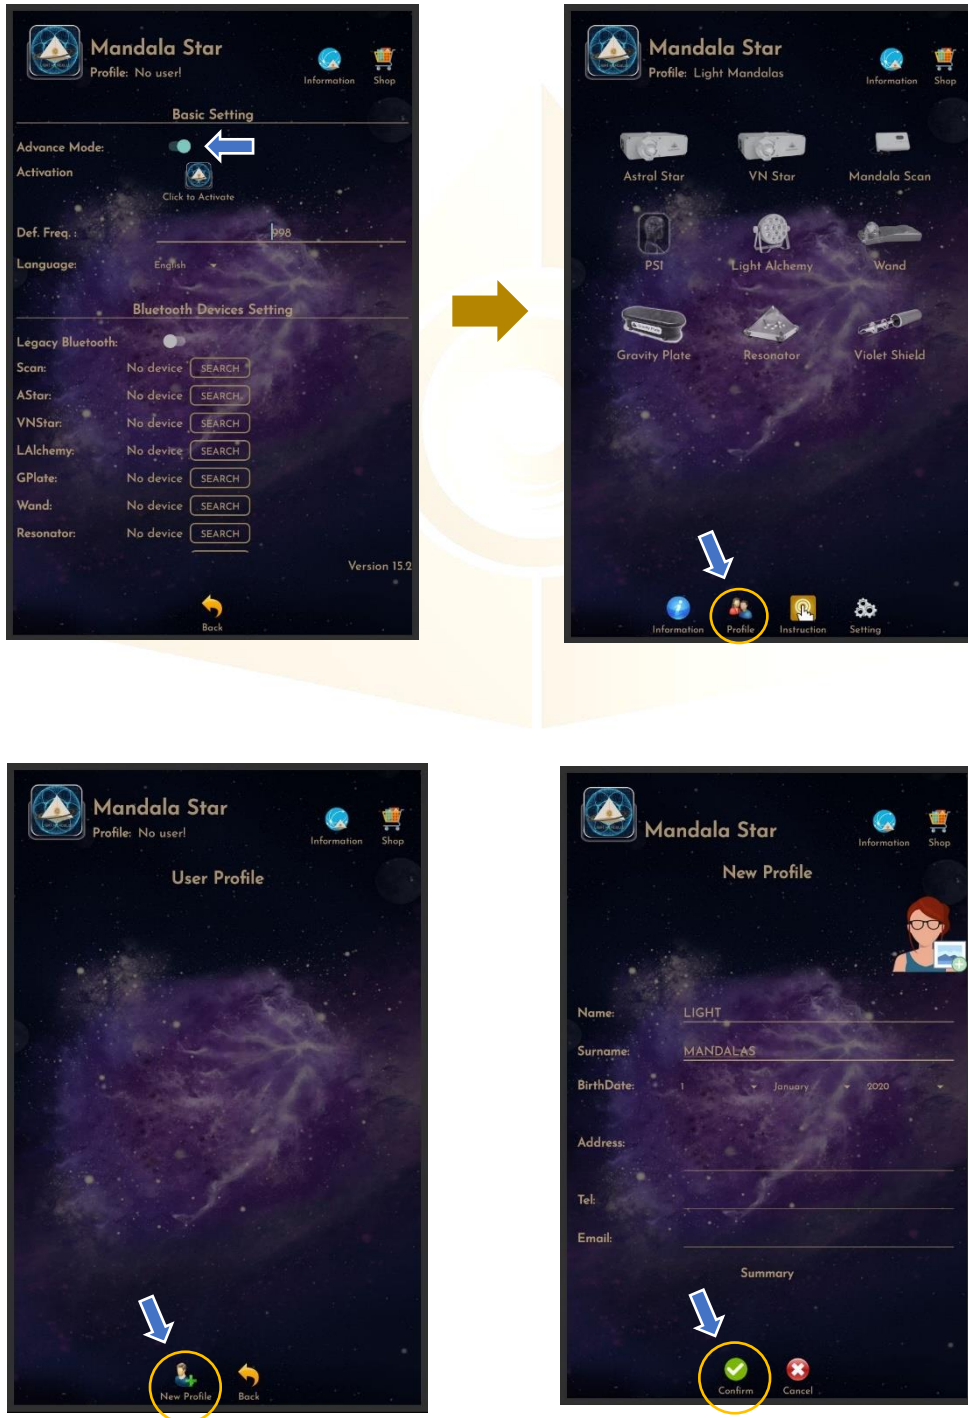 Mandala Star
Profile: No user!
Information
Shop
Basic Setting
Advance Mode:
Activation
Click to Activate
Def. Freq. :
998
Language:
English
Bluetooth Devices Setting
Legacy Bluetooth:
Scan: No device SEARCH
AStar: No device SEARCH
VNStar: No device SEARCH
LAlchemy: No device SEARCH
GPlate: No device SEARCH
Wand: No device SEARCH
Resonator: No device SEARCH
Version 15.2
Back
Mandala Star
Profile: Light Mandalas
Information
Shop
Astral Star
VN Star
Mandala Scan
PSI
Light Alchemy
Wand
Gravity Plate
Resonator
Violet Shield
Information
Profile
Instruction
Setting
Mandala Star
Profile: No user!
Information
Shop
User Profile
New Profile
Back
Mandala Star
Information
Shop
New Profile
Name: LIGHT
Surname: MANDALAS
BirthDate: 1 January 2020
Address:
Tel:
Email:
Summary
Confirm
Cancel